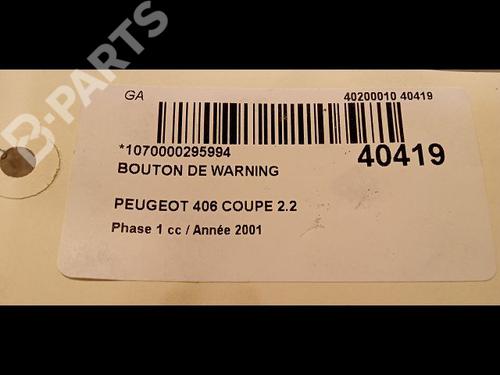 B-PARTS
GA 40200010 40419
*1070000295994 40419
BOUTON DE WARNING
PEUGEOT 406 COUPE 2.2
Phase 1 cc / Année 2001